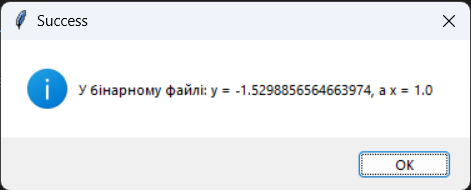 Success
У бінарному файлі: y = -1.5298856564663974, а x = 1.0
OK